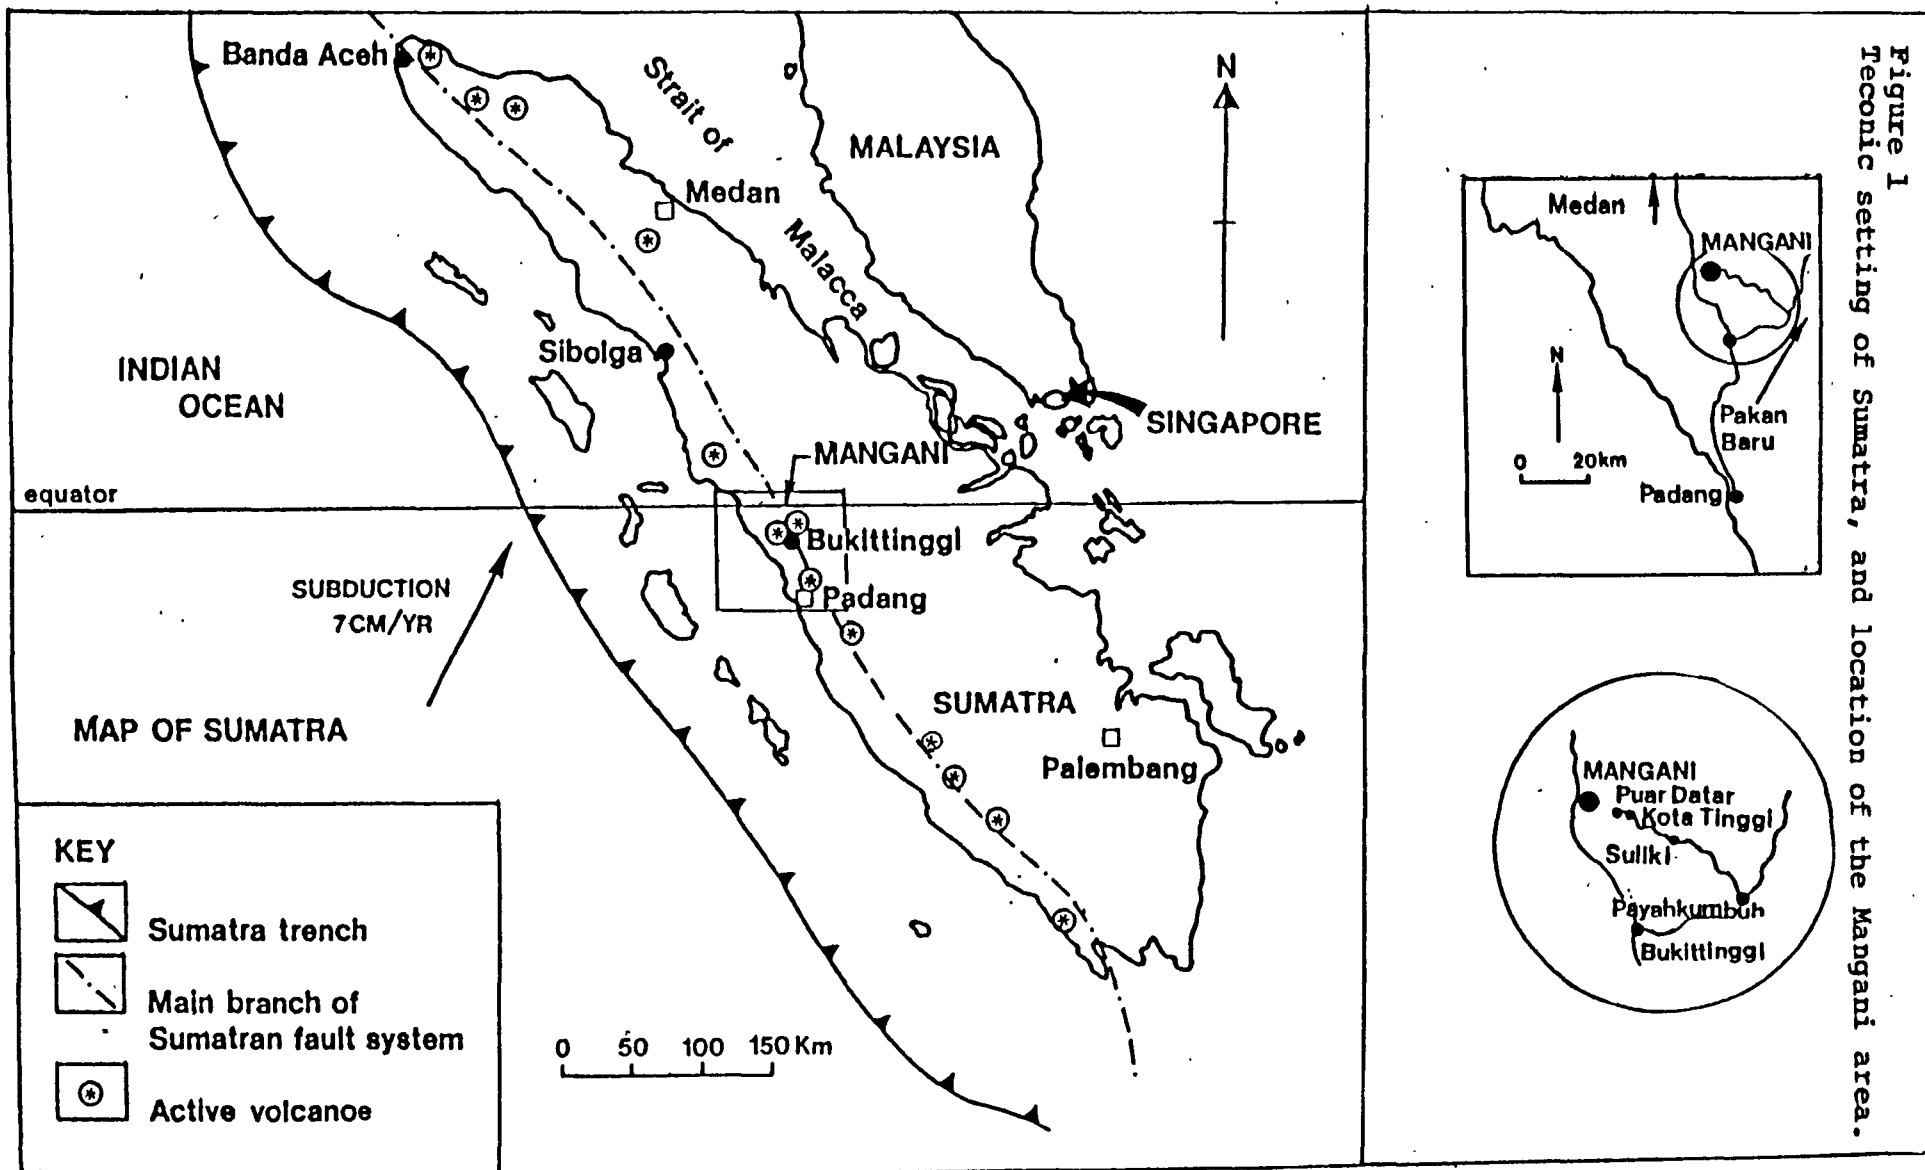 Banda Aceh
Strait of
Malacca
MALAYSIA
N
Medan
INDIAN
OCEAN
Sibolga
SINGAPORE
MANGANI
equator
Bukittinggi
SUBDUCTION
7CM/YR
Padang
SUMATRA
MAP OF SUMATRA
Palembang
KEY
Sumatra trench
Main branch of
Sumatran fault system
Active volcanoe
0 50 100 150 Km
Medan
MANGANI
N
0 20km
Pakan
Baru
Padang
MANGANI
Puar Datar
Kota Tinggi
Suliki
Payahkumbuh
Bukittinggi
Figure 1
Teconic setting of Sumatra, and location of the Mangani area.